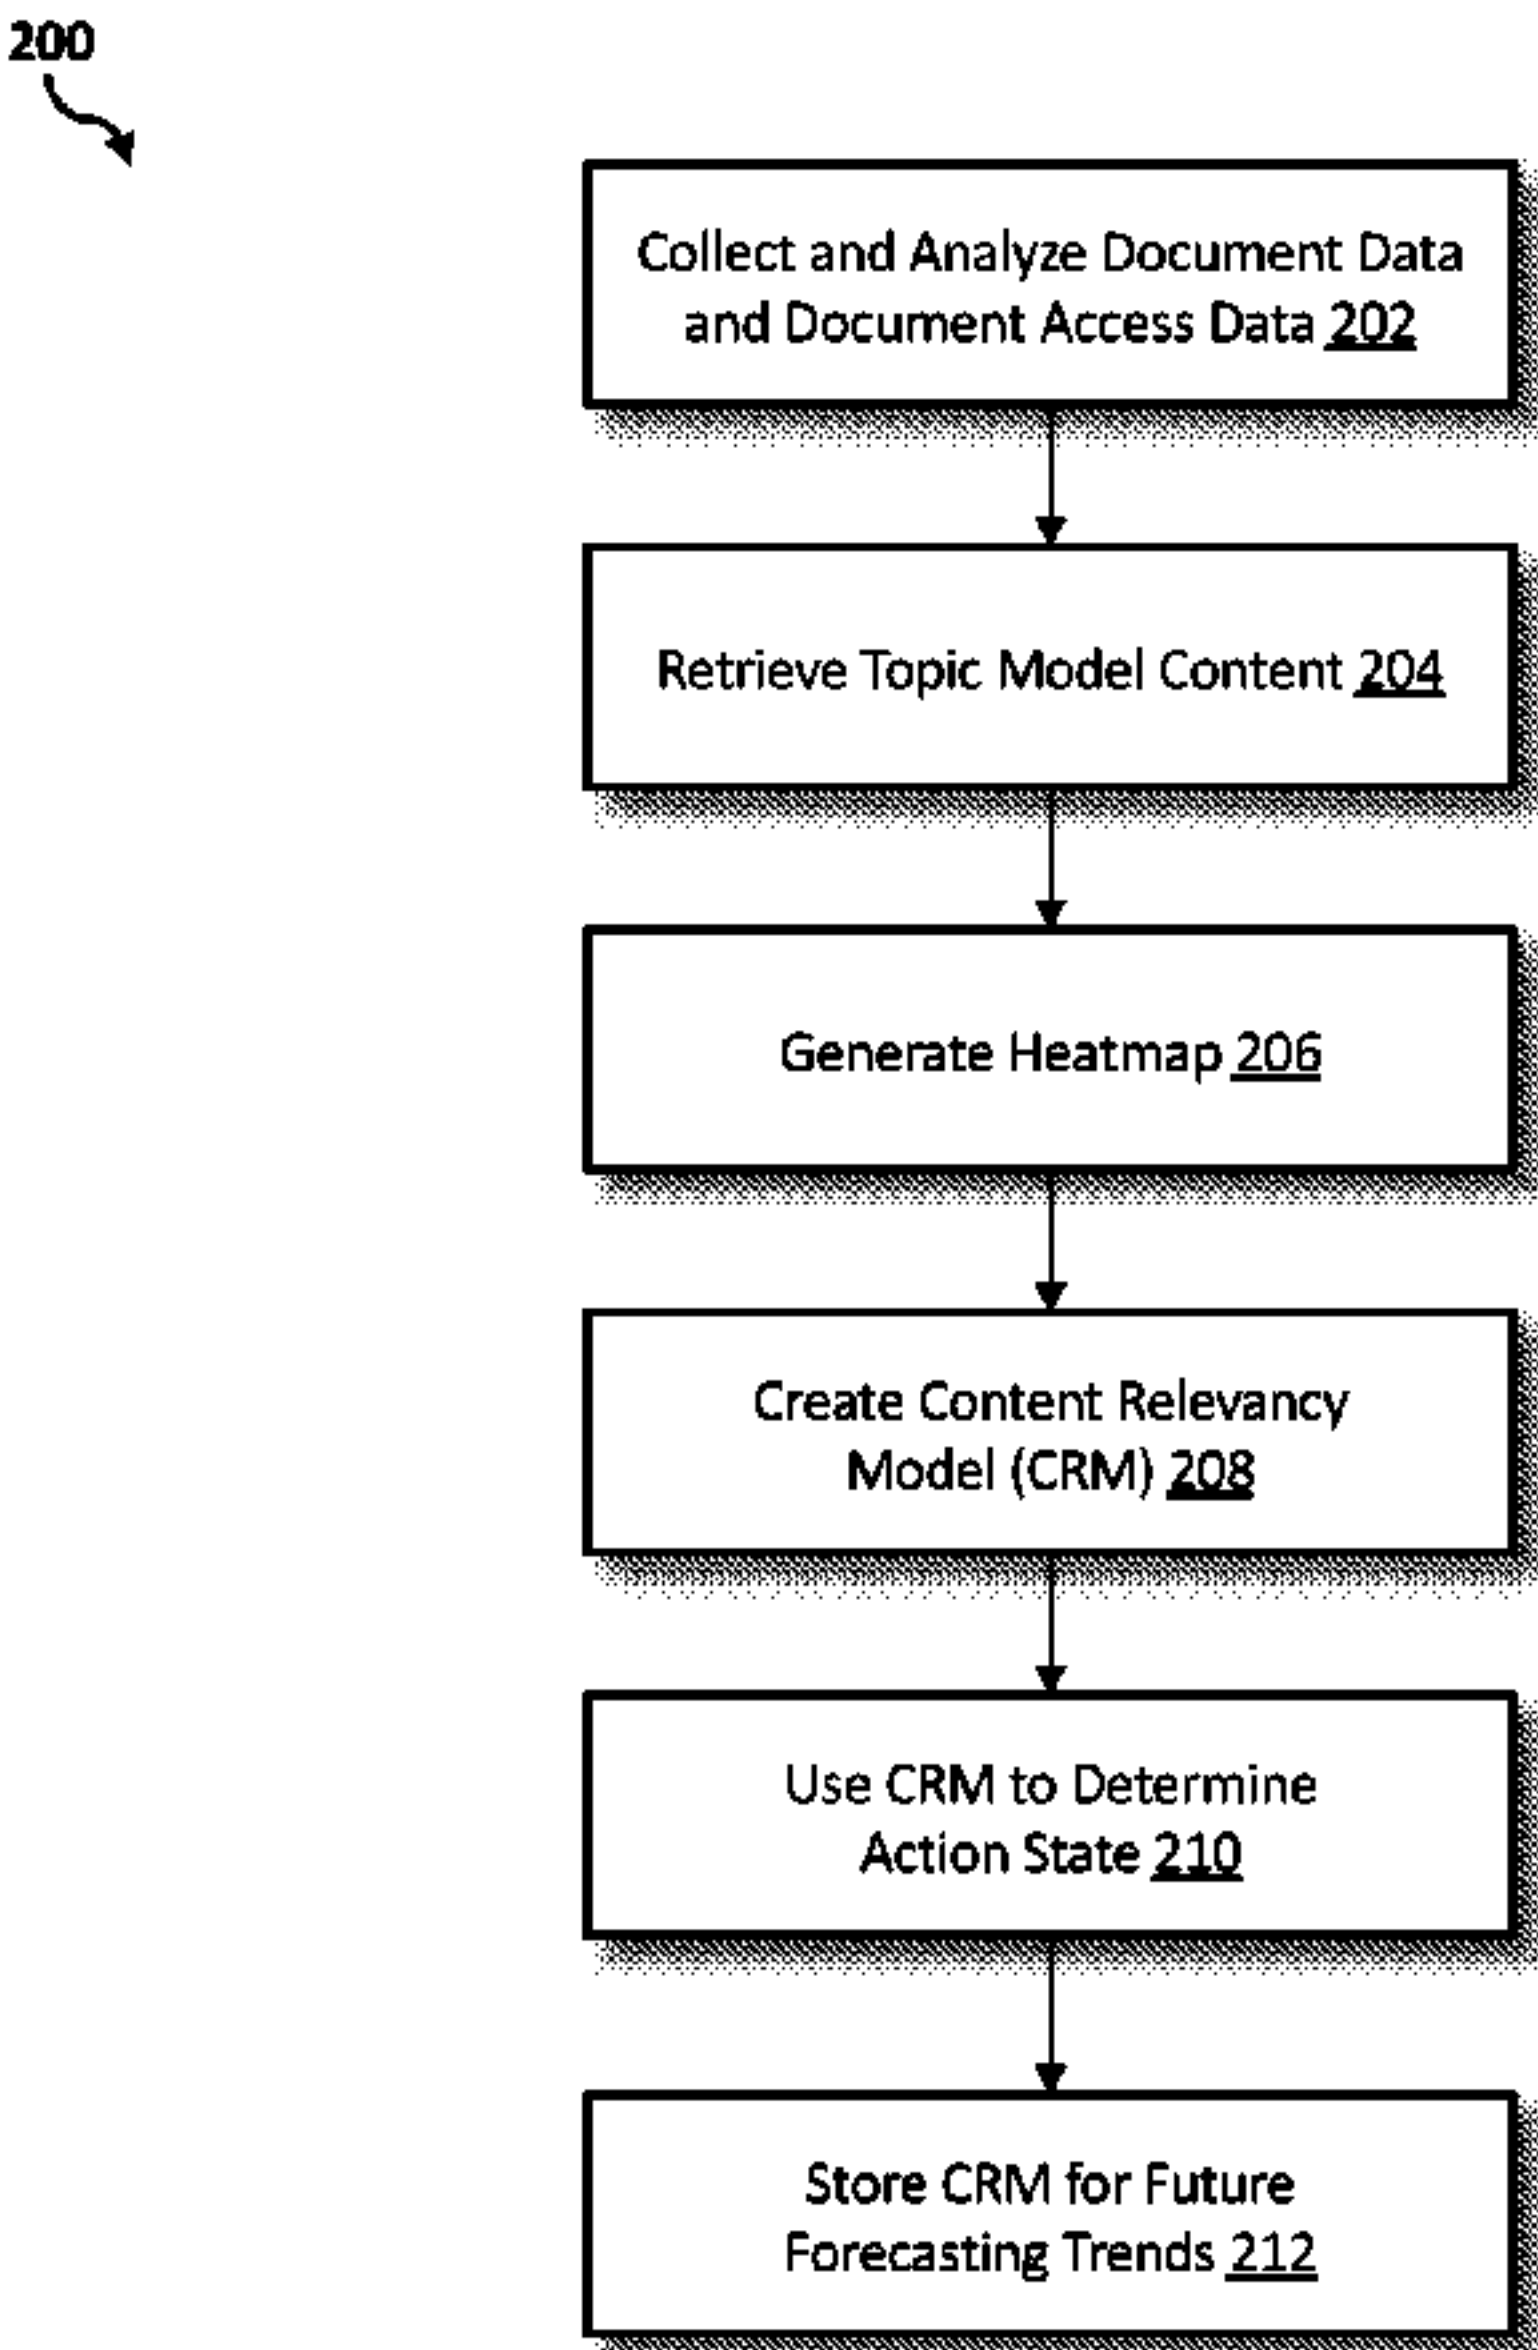 200
Collect and Analyze Document Data
and Document Access Data 202
Retrieve Topic Model Content 204
Generate Heatmap 206
Create Content Relevancy
Model (CRM) 208
Use CRM to Determine
Action State 210
Store CRM for Future
Forecasting Trends 212